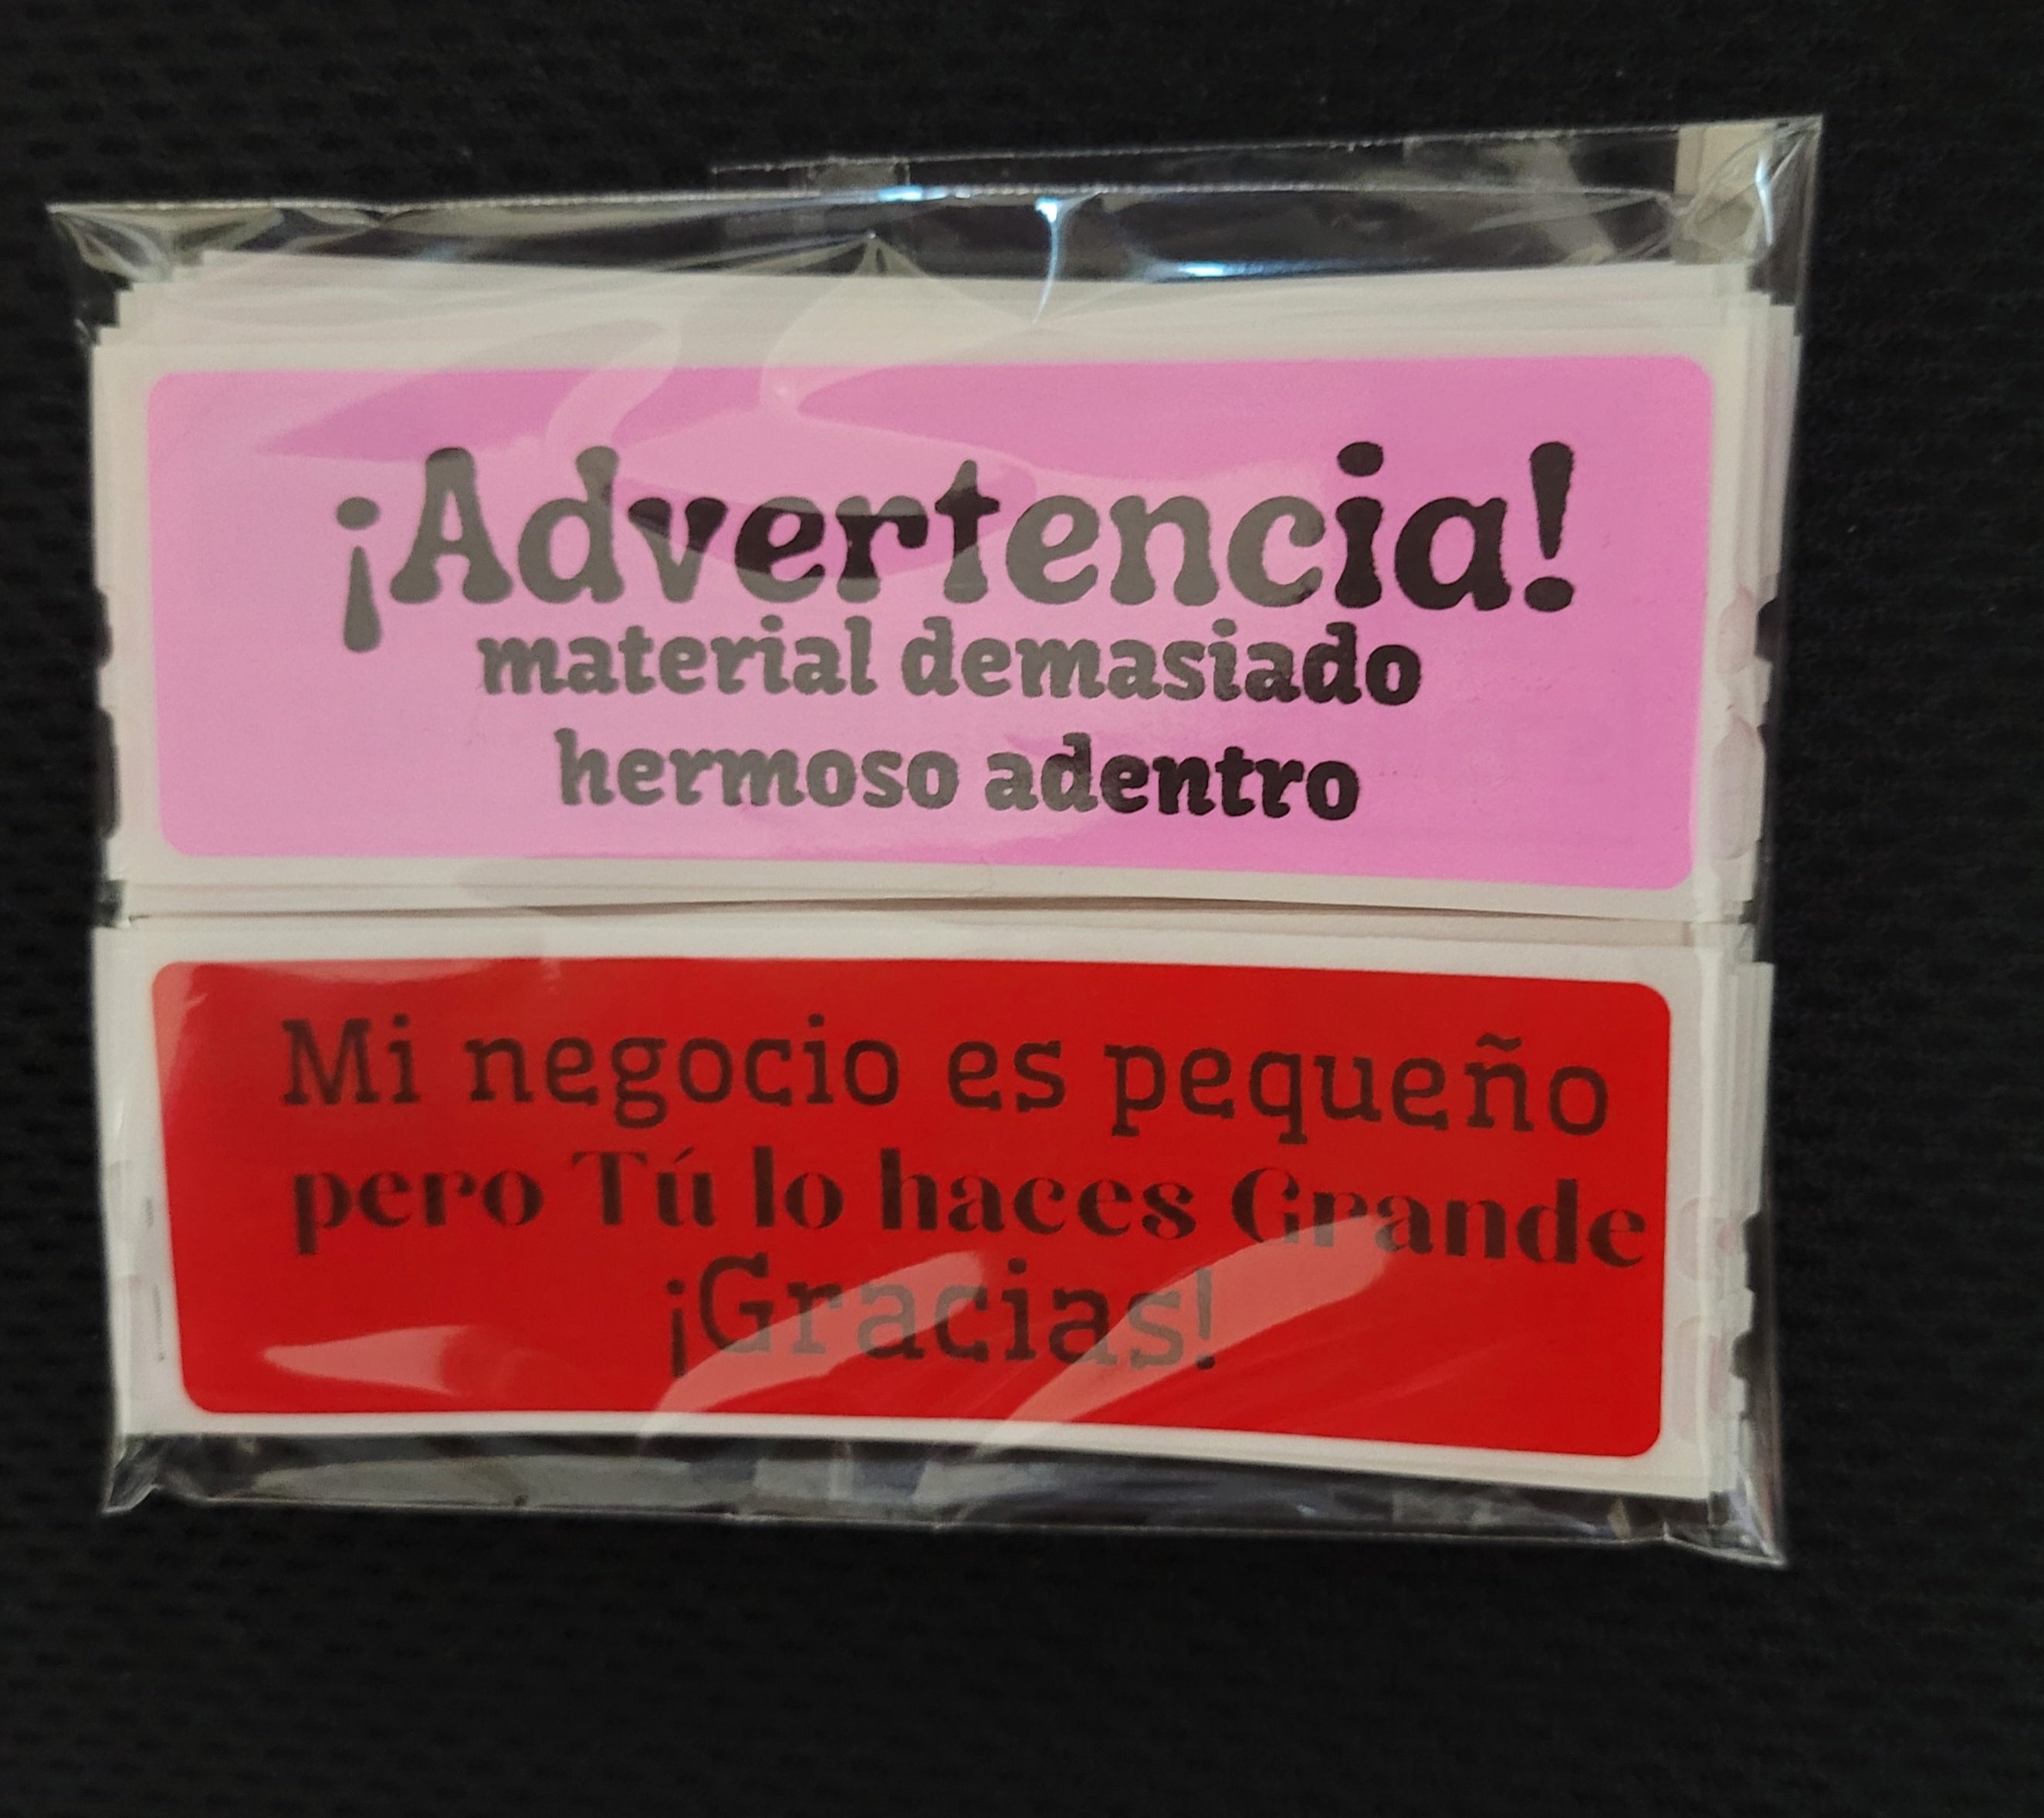 ¡Advertencia!
material demasiado
hermoso adentro
Mi negocio es pequeño
pero Tú lo haces Grande
¡Gracias!